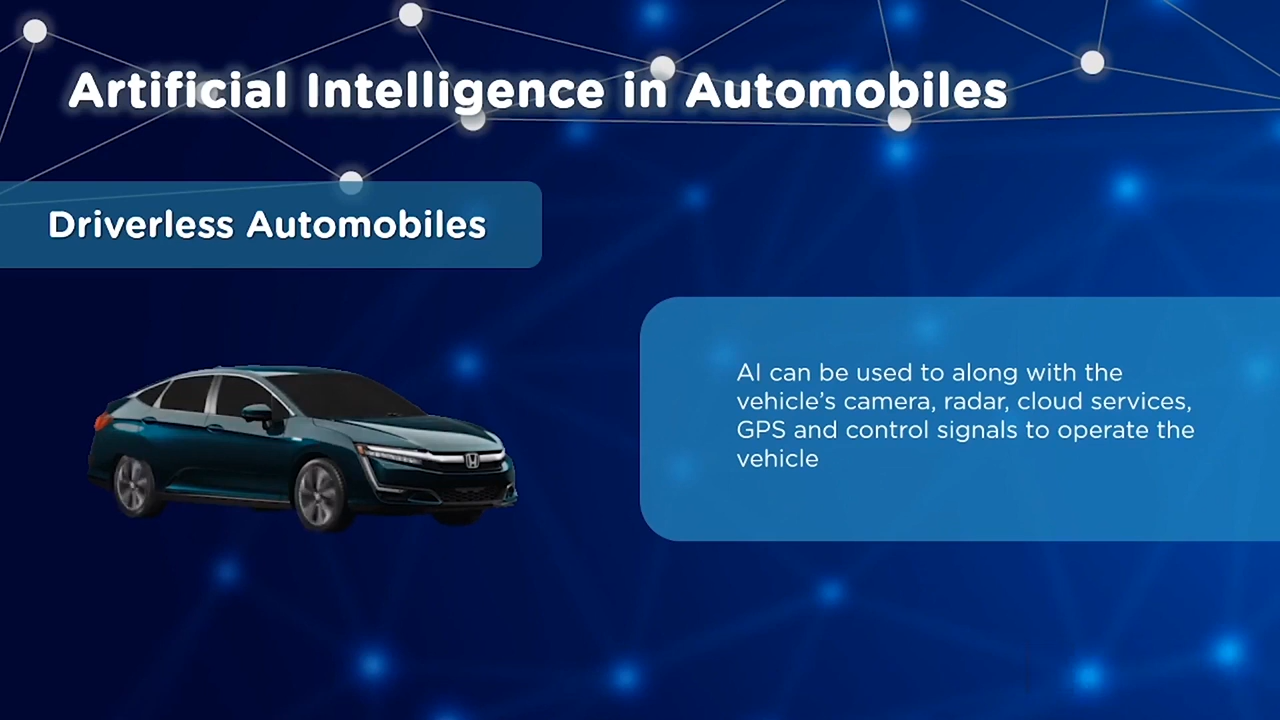 Artificial Intelligence in Automobiles
Driverless Automobiles
AI can be used to along with the
vehicle’s camera, radar, cloud services,
GPS and control signals to operate the
vehicle